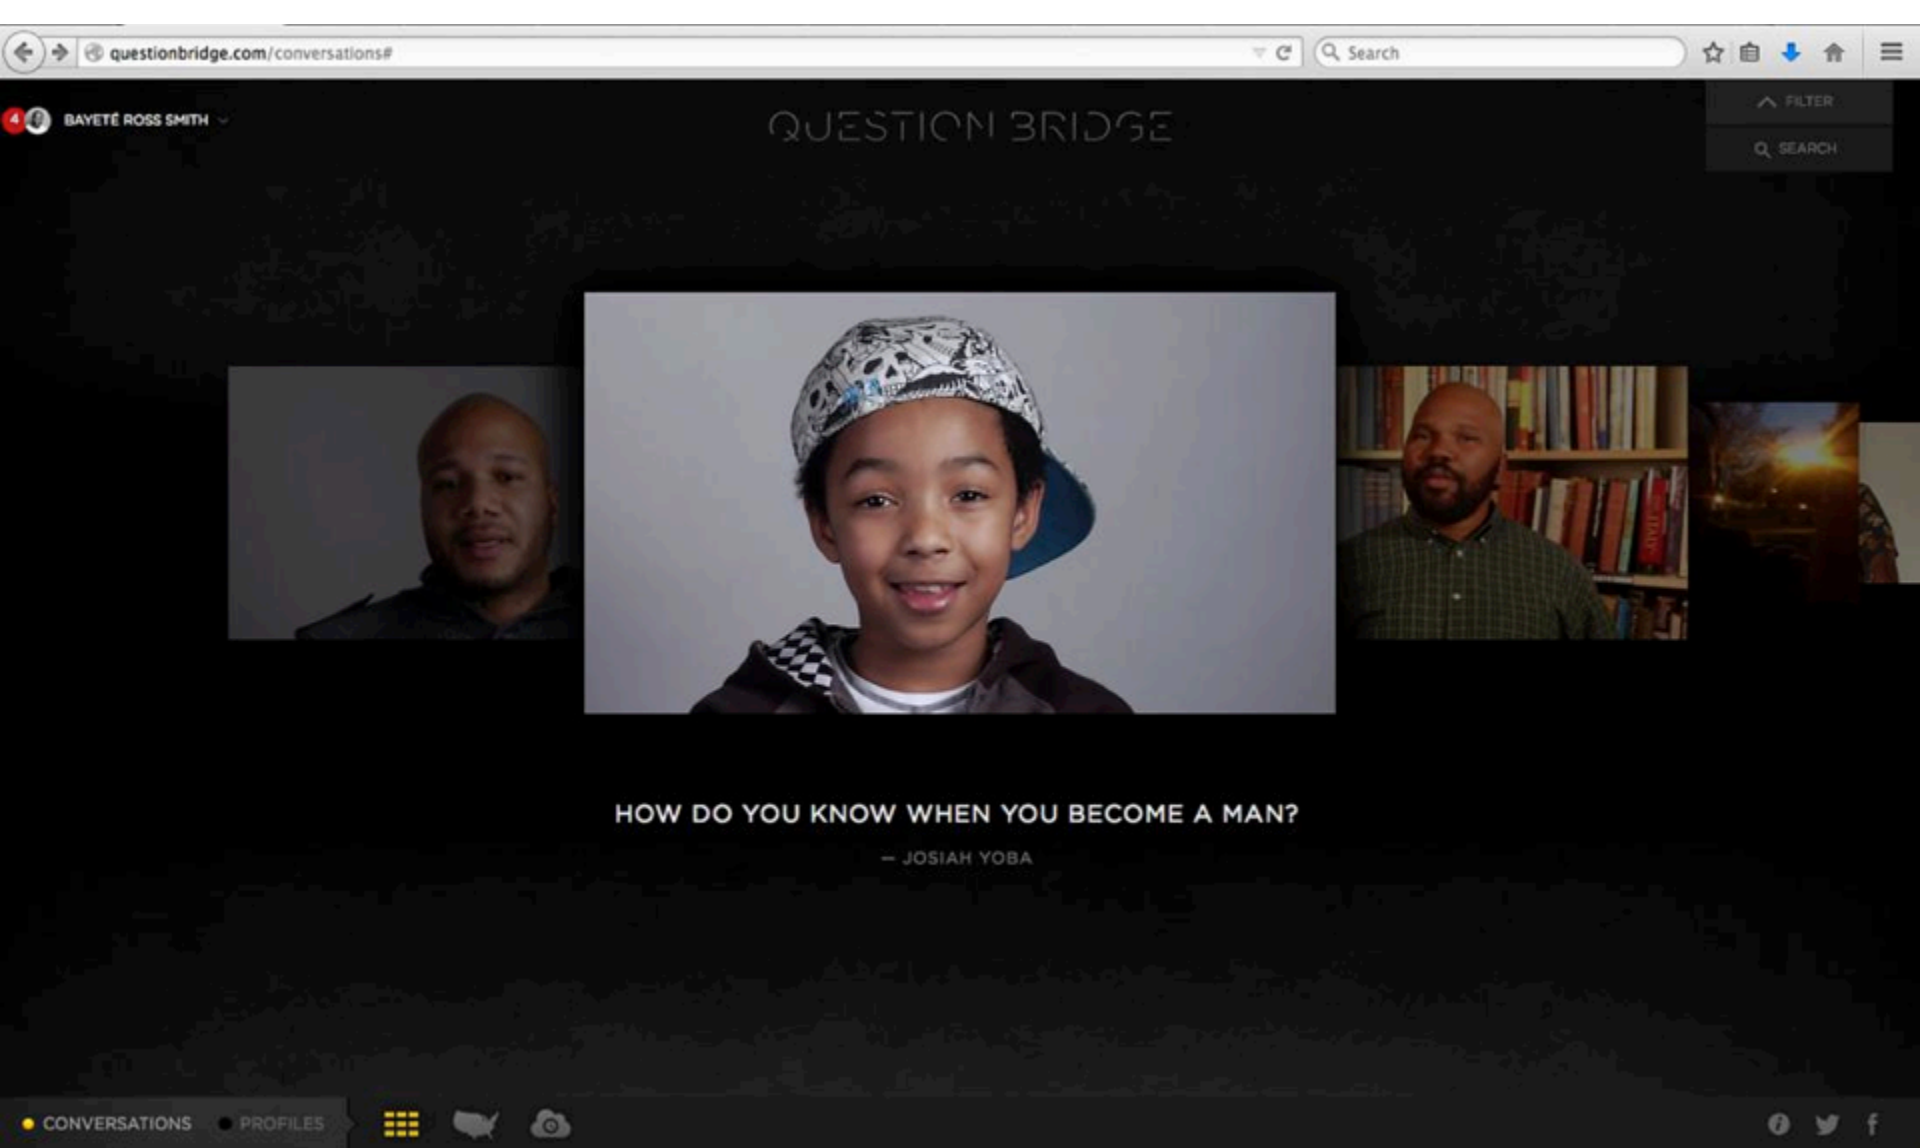 questionbridge.com/conversations#
Search
4 BAYETÉ ROSS SMITH
QUESTION BRIDGE
FILTER
SEARCH
HOW DO YOU KNOW WHEN YOU BECOME A MAN?
— JOSIAH YOBA
CONVERSATIONS
PROFILES